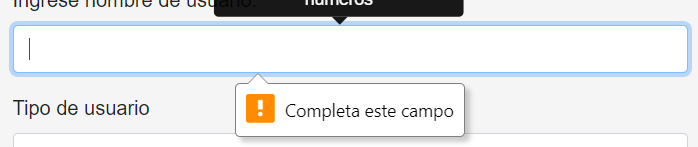 Ingrese nombre de usuario:
números
Completa este campo
Tipo de usuario